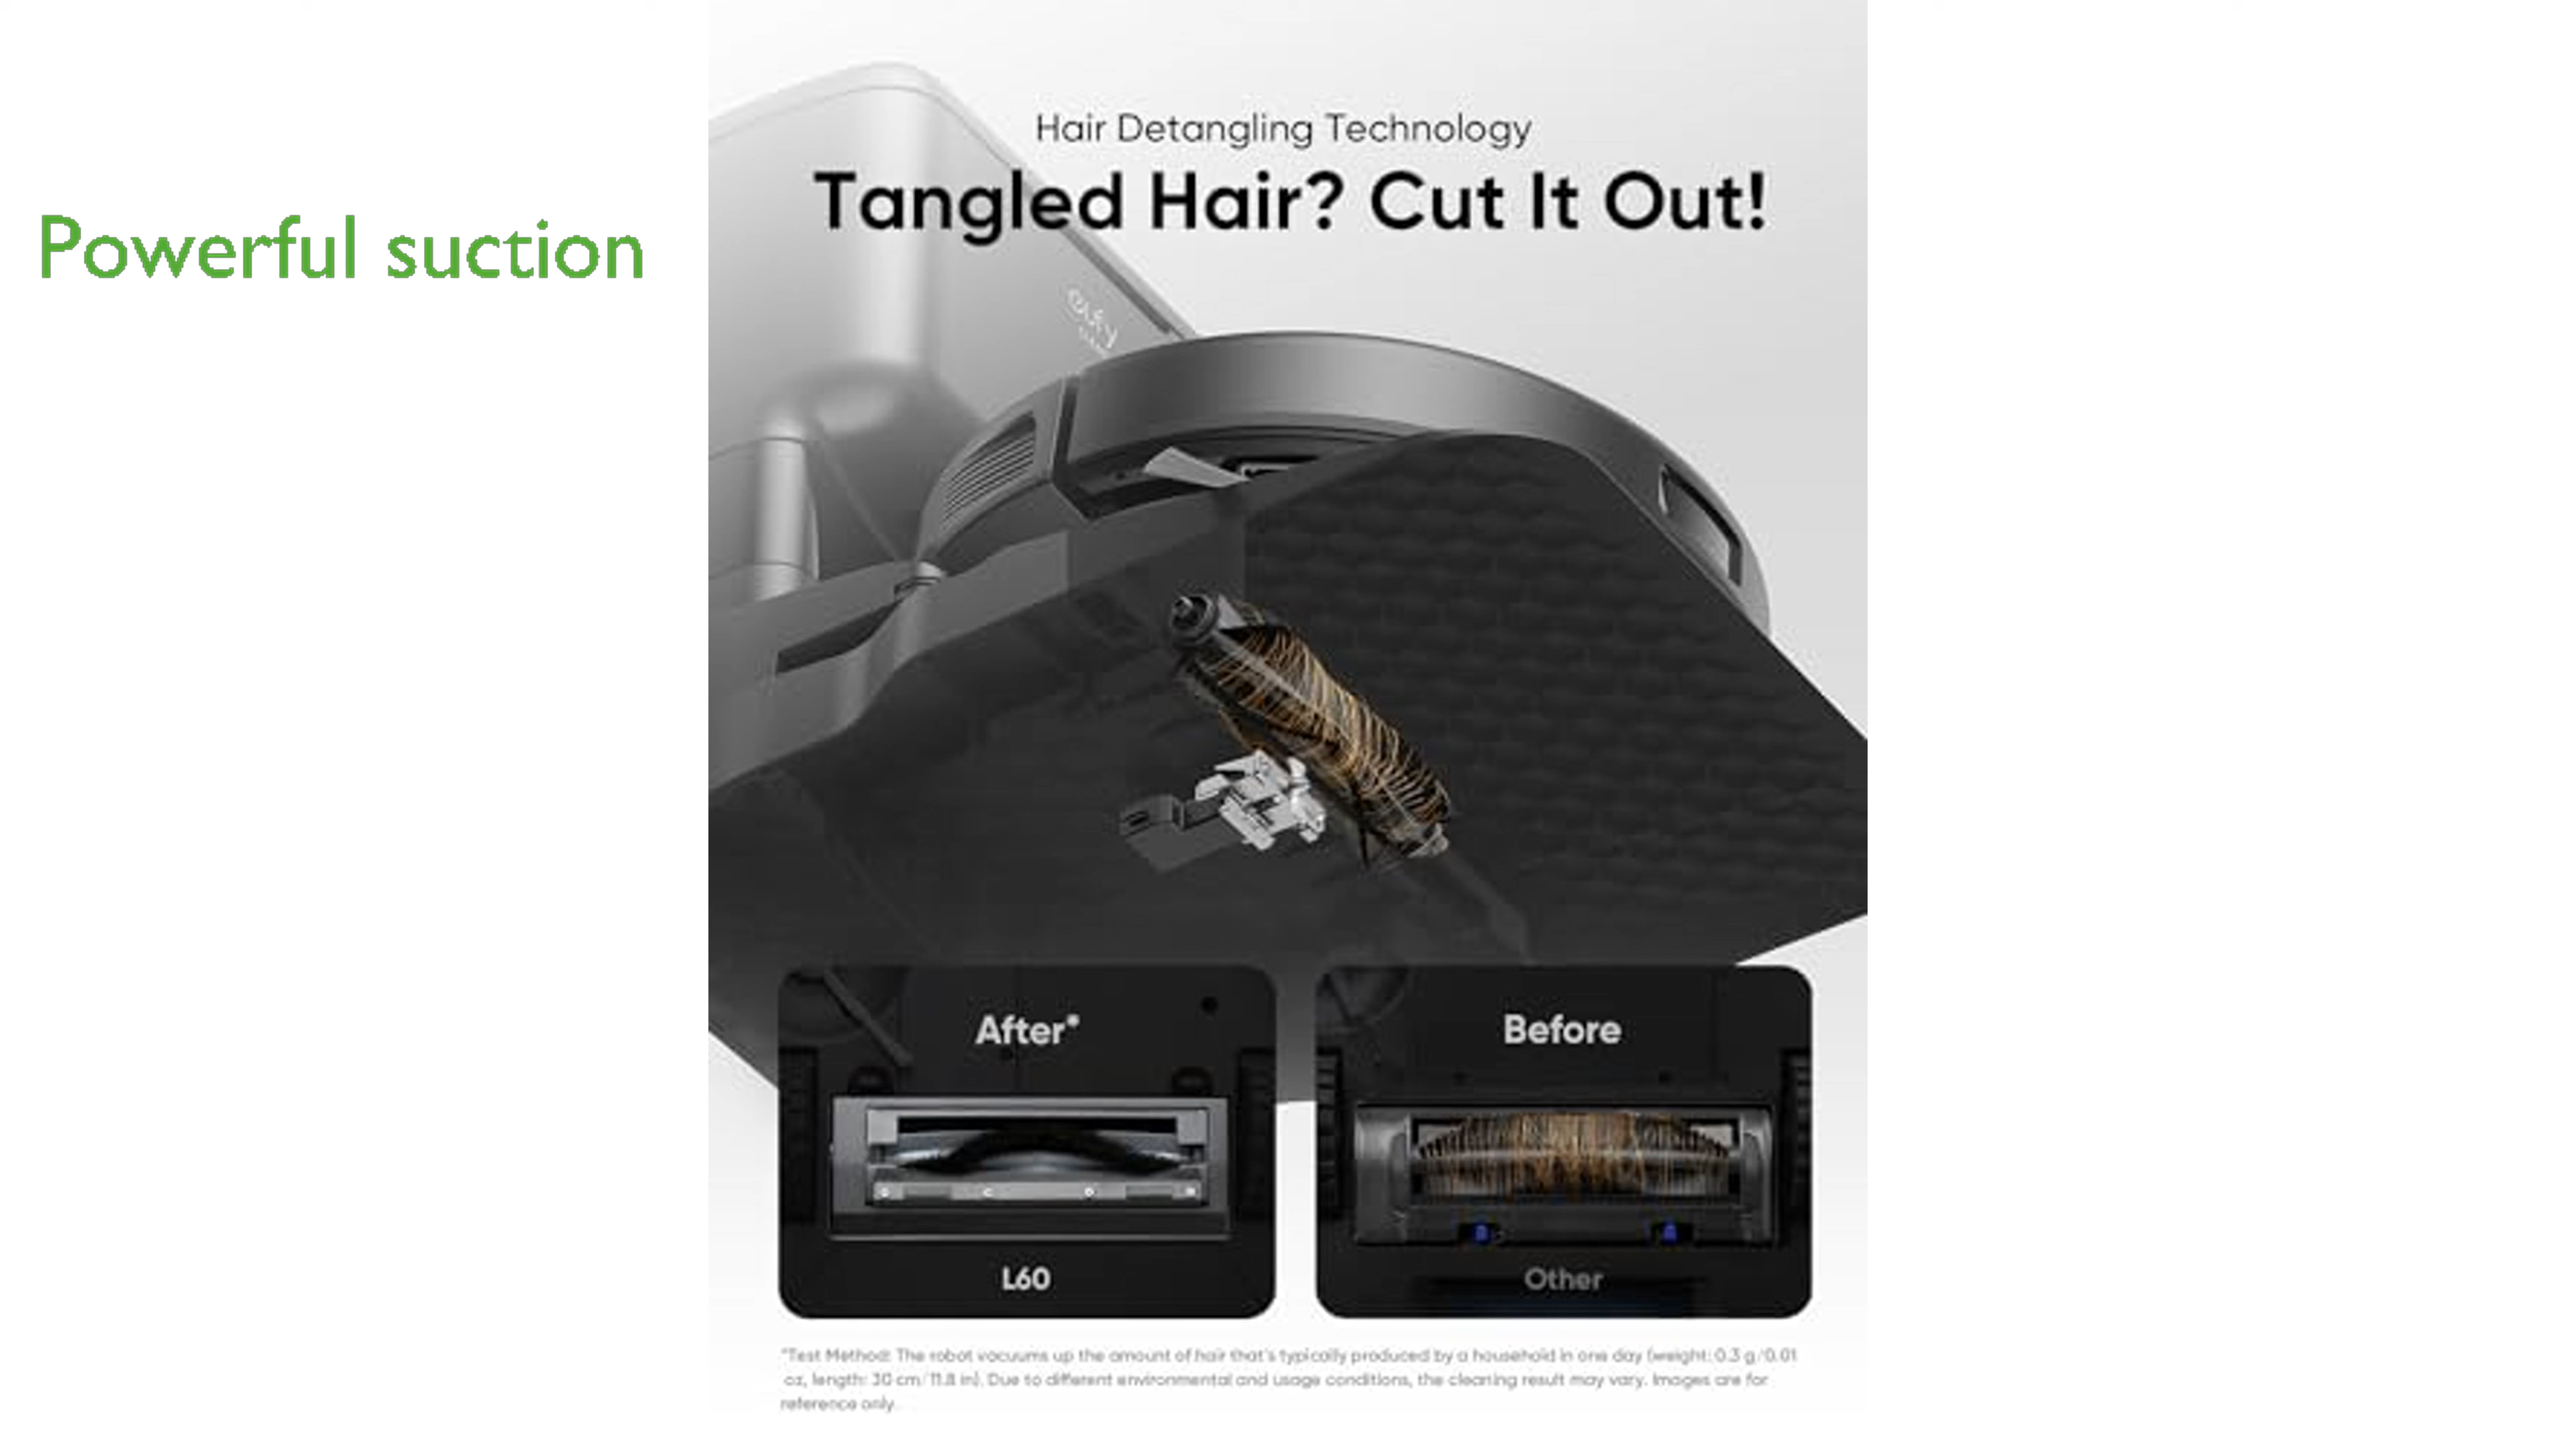 Powerful suction
Hair Detangling Technology
Tangled Hair? Cut It Out!
eufy
After*
Before
L60
Other
*Test Method: The robot vacuums up the amount of hair that's typically produced by a household in one day (weight: 0.3 g/0.01
oz, length: 30 cm/11.8 in). Due to different environmental and usage conditions, the cleaning result may vary. Images are for
reference only.